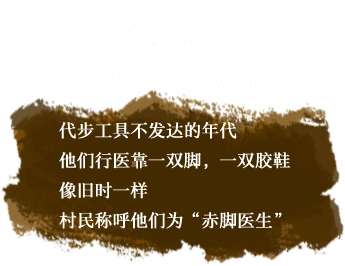 代步工具不发达的年代
他们行医靠一双脚，一双胶鞋
像旧时一样
村民称呼他们为“赤脚医生”